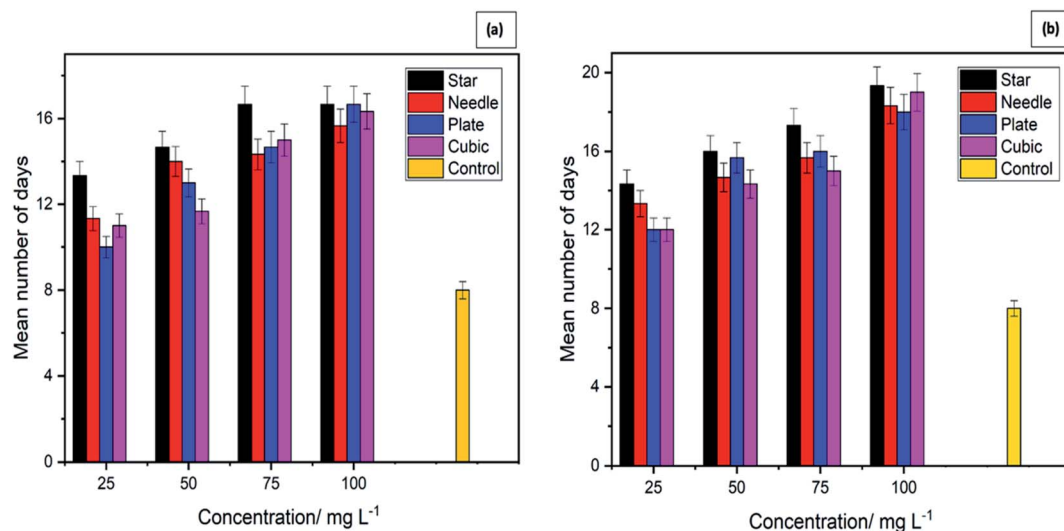 (a)
Mean number of days
16
12
8
4
0
Star
Needle
Plate
Cubic
Control
25 50 75 100
Concentration/ mg L⁻¹
(b)
Mean number of days
20
16
12
8
4
0
Star
Needle
Plate
Cubic
Control
25 50 75 100
Concentration/ mg L⁻¹